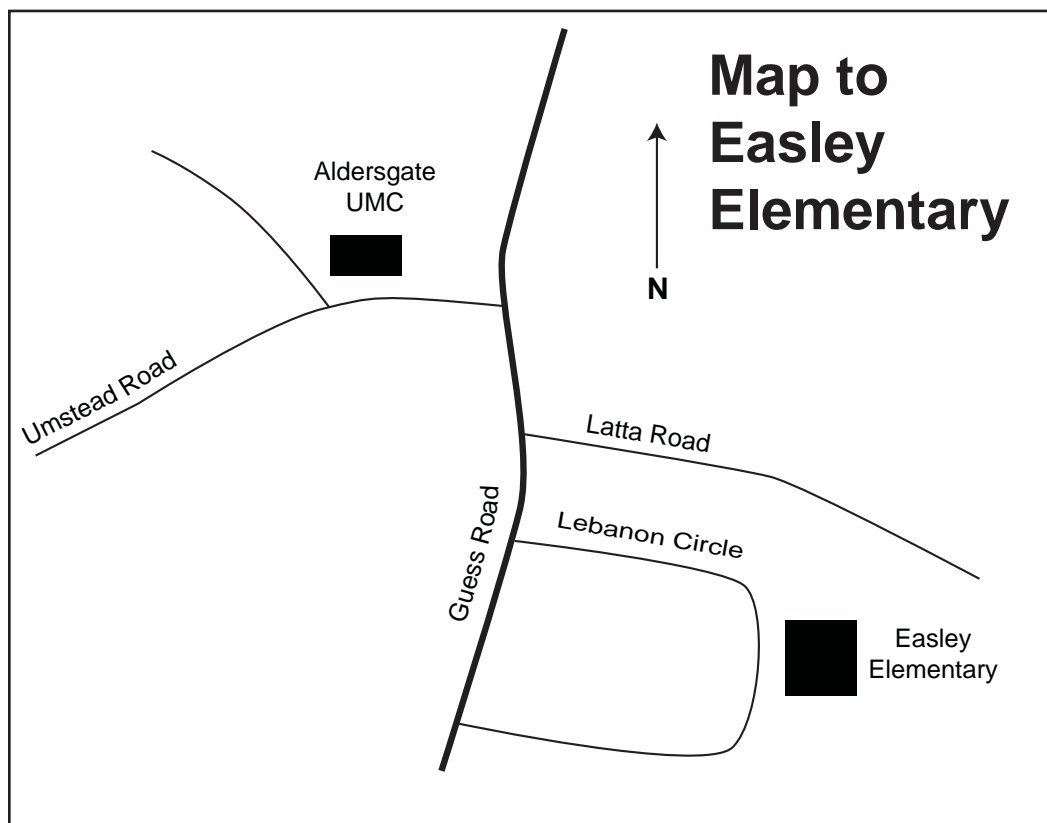 Map to
Easley
Elementary
Aldersgate
UMC
N
Umstead Road
Latta Road
Guess Road
Lebanon Circle
Easley
Elementary